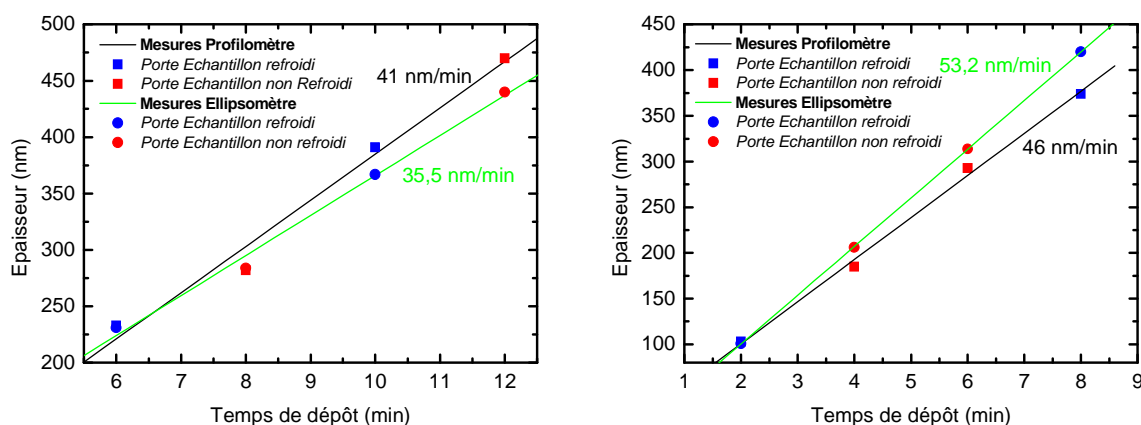 500
450
400
350
300
250
200
Epaisseur (nm)
Mesures Profilomètre
Porte Echantillon refroidi
Porte Echantillon non Refroidi
Mesures Ellipsomètre
Porte Echantillon refroidi
Porte Echantillon non refroidi
41 nm/min
35,5 nm/min
6 7 8 9 10 11 12
Temps de dépôt (min)
450
400
350
300
250
200
150
100
Epaisseur (nm)
Mesures Profilomètre
Porte Echantillon refroidi
Porte Echantillon non refroidi
Mesures Ellipsomètre
Porte Echantillon refroidi
Porte Echantillon non refroidi
53,2 nm/min
46 nm/min
1 2 3 4 5 6 7 8 9
Temps de dépôt (min)